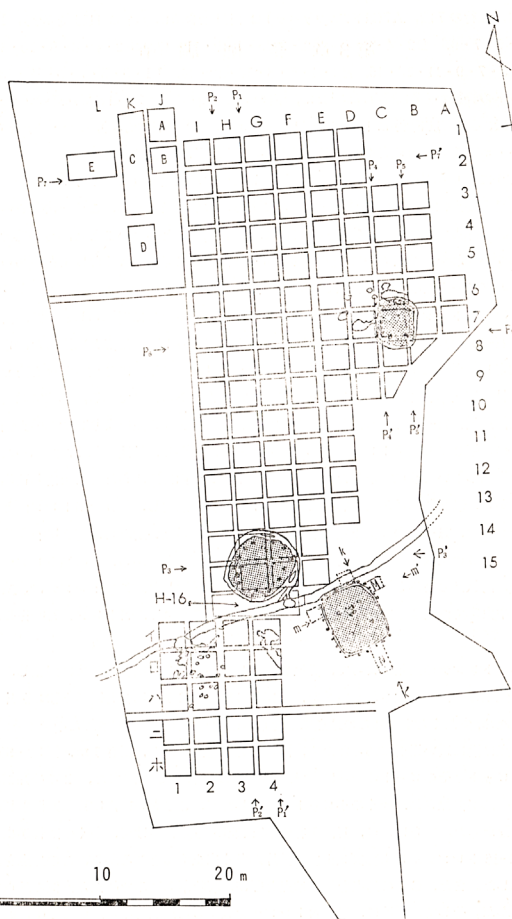 N
L K J I H G F E D C B A
P₂ P₁
A
B
C
E
D
P₄ P₅
P₇ →
← P₇'
1
2
3
4
5
6
7
8
9
10
11
12
13
14
15
P₆ →
P₄' P₅'
P₃ →
← P₃'
H-16
k
m
m'
k'
イ
ロ
ハ
ニ
ホ
1 2 3 4
P₂' P₁'
10 20 m